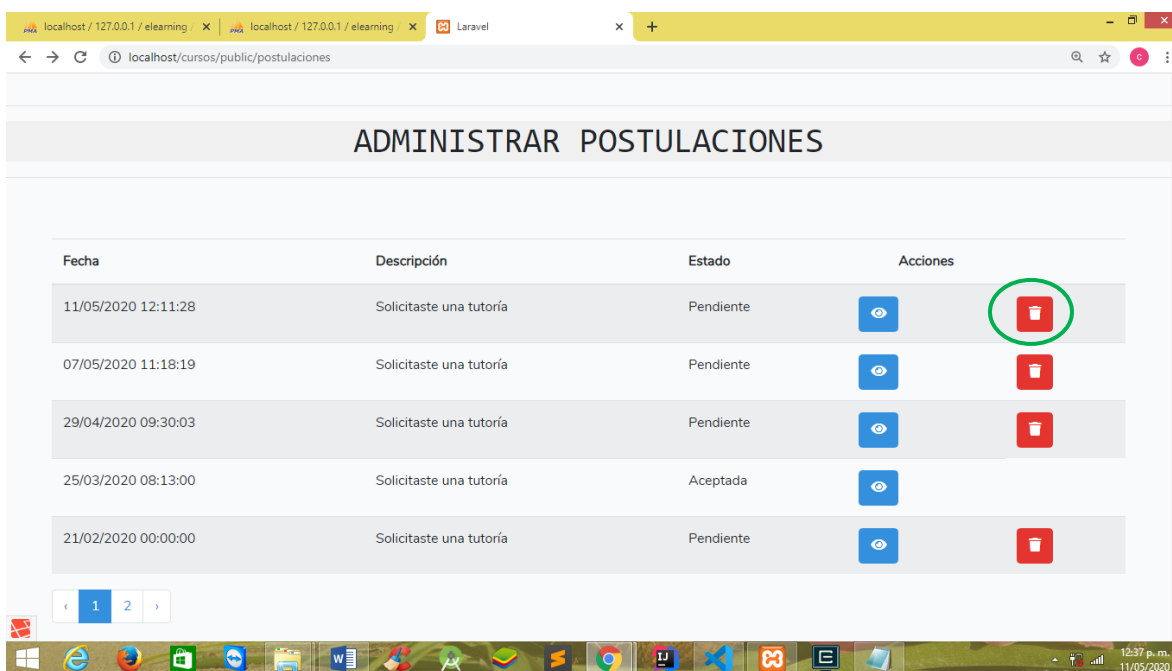 localhost / 127.0.0.1 / elearning /
localhost / 127.0.0.1 / elearning /
Laravel
localhost/cursos/public/postulaciones
C
ADMINISTRAR POSTULACIONES
Fecha Descripción Estado Acciones
11/05/2020 12:11:28 Solicitaste una tutoría Pendiente
07/05/2020 11:18:19 Solicitaste una tutoría Pendiente
29/04/2020 09:30:03 Solicitaste una tutoría Pendiente
25/03/2020 08:13:00 Solicitaste una tutoría Aceptada
21/02/2020 00:00:00 Solicitaste una tutoría Pendiente
‹ 1 2 ›
12:37 p. m.
11/05/2020